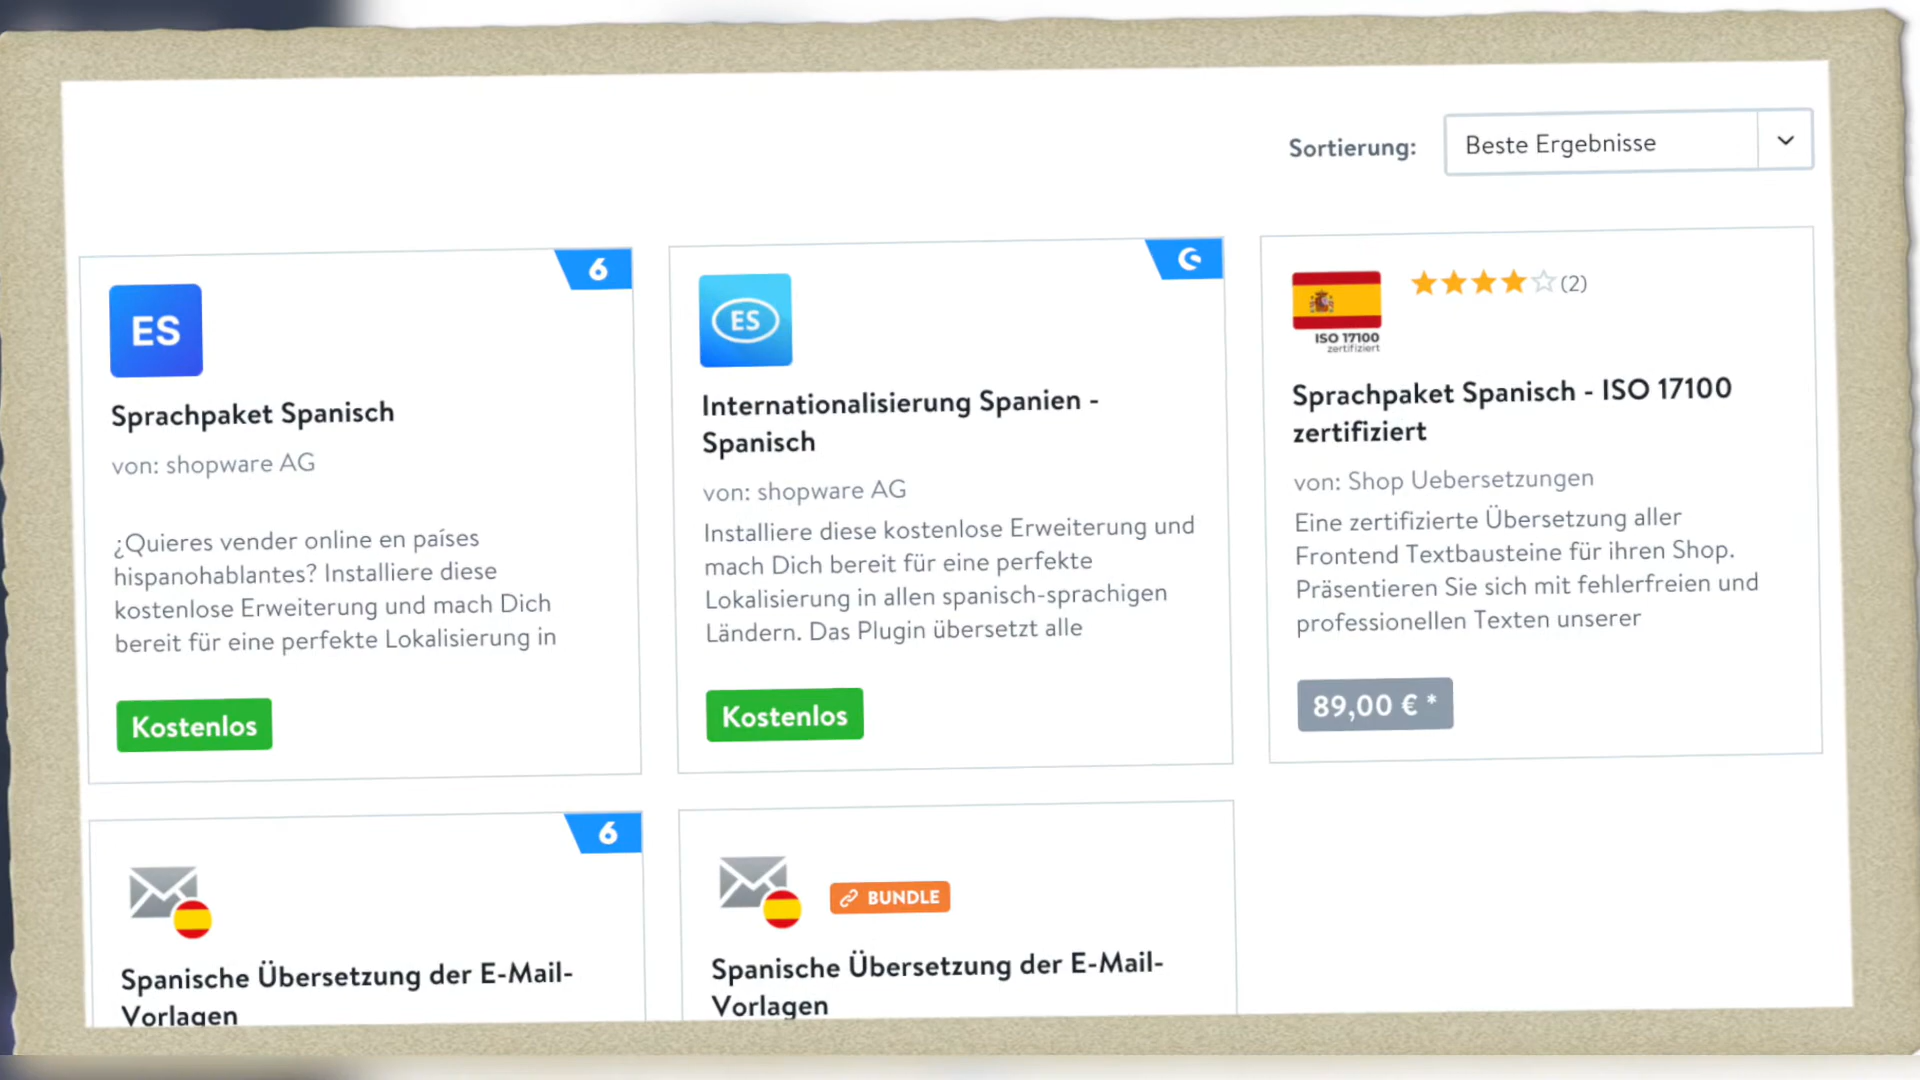 Sortierung: Beste Ergebnisse
6
ES
Sprachpaket Spanisch
von: shopware AG
¿Quieres vender online en países
hispanohablantes? Installiere diese
kostenlose Erweiterung und mach Dich
bereit für eine perfekte Lokalisierung in
Kostenlos
ES
Internationalisierung Spanien -
Spanisch
von: shopware AG
Installiere diese kostenlose Erweiterung und
mach Dich bereit für eine perfekte
Lokalisierung in allen spanisch-sprachigen
Ländern. Das Plugin übersetzt alle
Kostenlos
(2)
ISO 17100
zertifiziert
Sprachpaket Spanisch - ISO 17100
zertifiziert
von: Shop Uebersetzungen
Eine zertifizierte Übersetzung aller
Frontend Textbausteine für ihren Shop.
Präsentieren Sie sich mit fehlerfreien und
professionellen Texten unserer
89,00 € *
6
Spanische Übersetzung der E-Mail-
Vorlagen
BUNDLE
Spanische Übersetzung der E-Mail-
Vorlagen